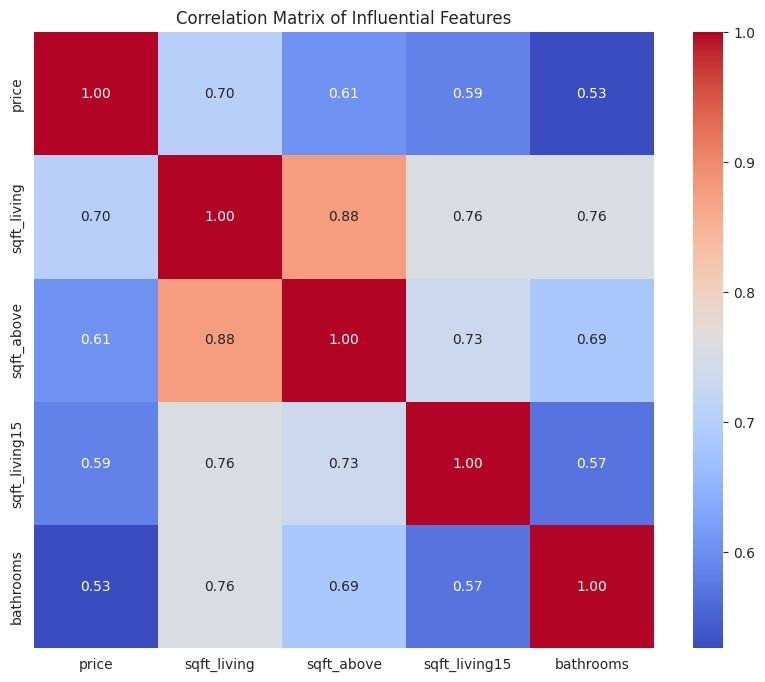 Correlation Matrix of Influential Features
price 1.00 0.70 0.61 0.59 0.53
sqft_living 0.70 1.00 0.88 0.76 0.76
sqft_above 0.61 0.88 1.00 0.73 0.69
sqft_living15 0.59 0.76 0.73 1.00 0.57
bathrooms 0.53 0.76 0.69 0.57 1.00
price sqft_living sqft_above sqft_living15 bathrooms
1.0
0.9
0.8
0.7
0.6